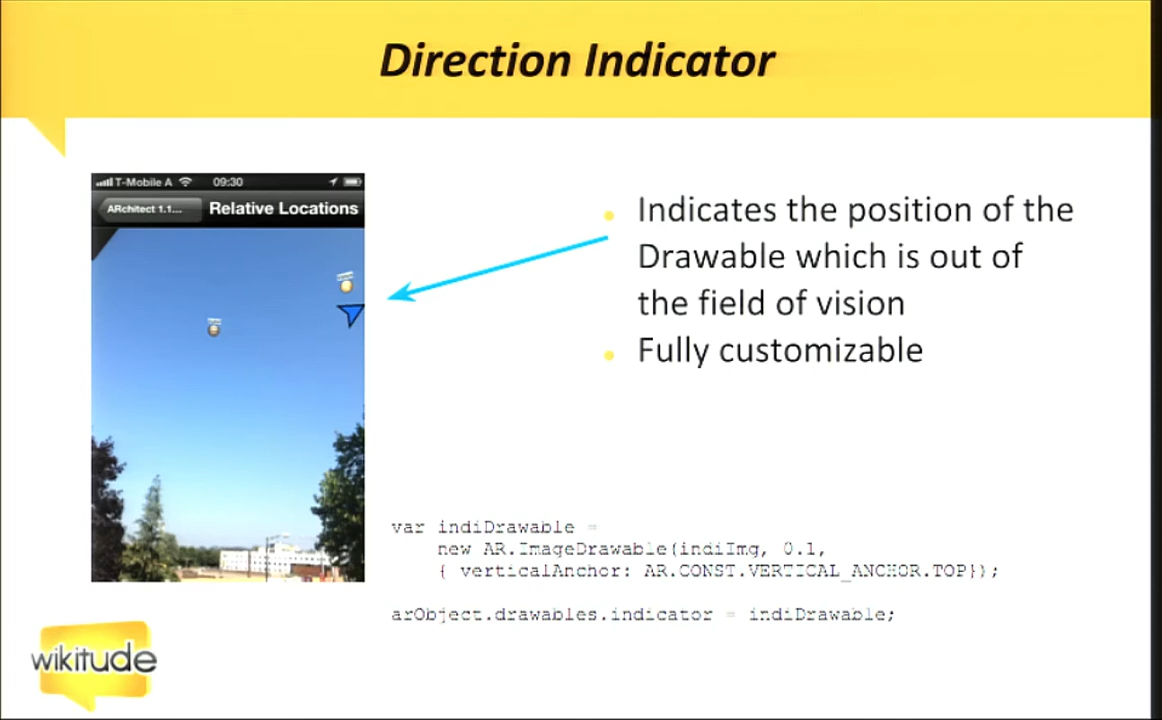 Direction Indicator
T-Mobile A 09:30
ARchitect 1.1...
Relative Locations
Indicates the position of the
Drawable which is out of
the field of vision
Fully customizable
var indiDrawable =
new AR.ImageDrawable(indiImg, 0.1,
{ verticalAnchor: AR.CONST.VERTICAL_ANCHOR.TOP});
arObject.drawables.indicator = indiDrawable;
wikitude